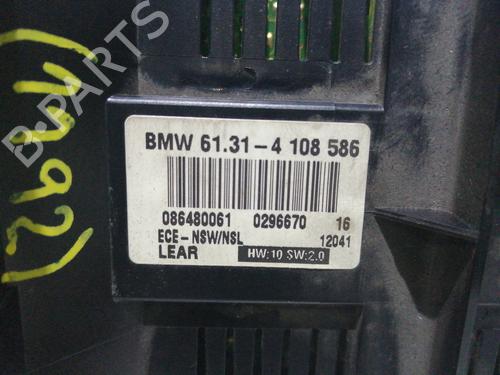 B-PARTS
(1192)
BMW 61.31-4 108 586
086480061 0296670 16
ECE-NSW/NSL 12041
LEAR HW:10 SW:2.0